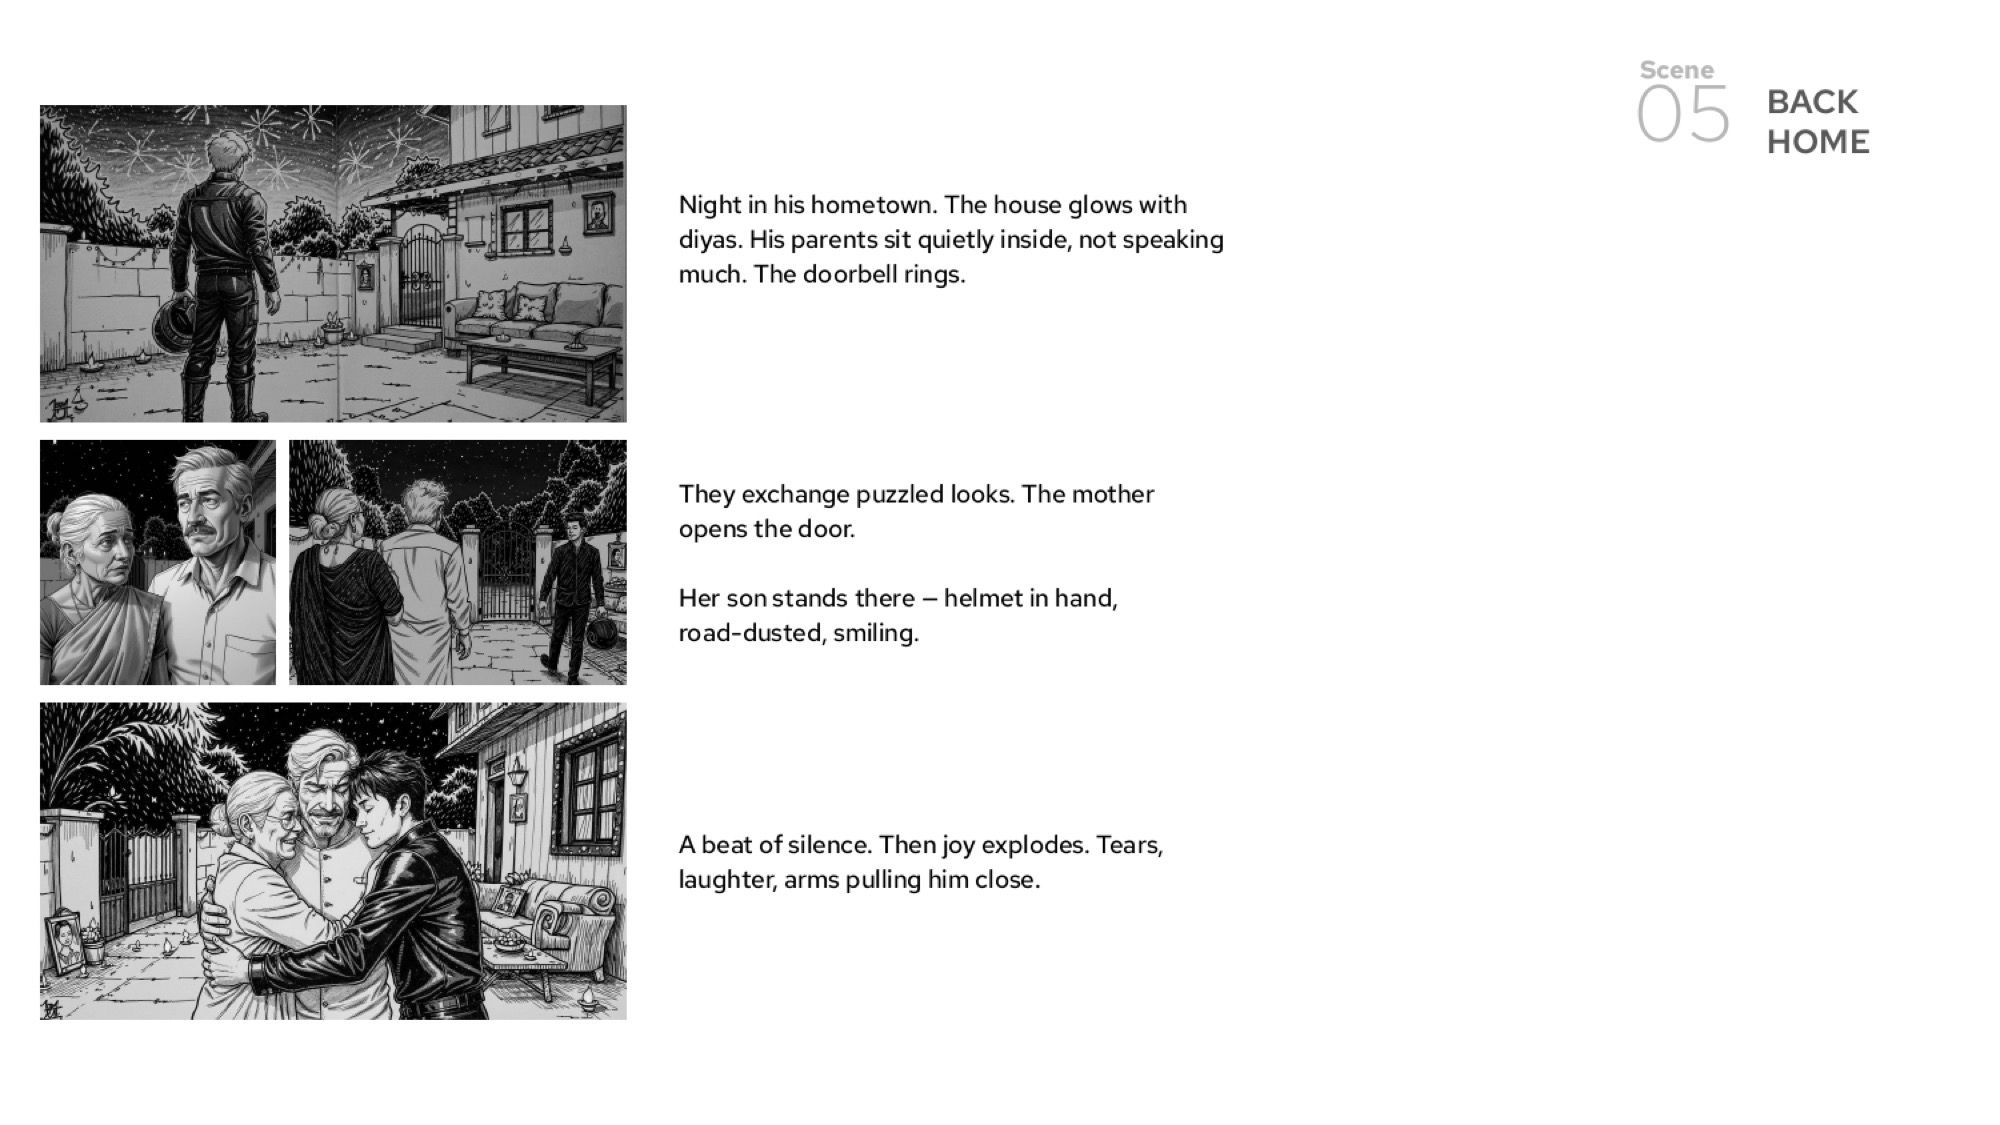 Scene
05
BACK
HOME
Night in his hometown. The house glows with
diyas. His parents sit quietly inside, not speaking
much. The doorbell rings.
They exchange puzzled looks. The mother
opens the door.
Her son stands there – helmet in hand,
road-dusted, smiling.
A beat of silence. Then joy explodes. Tears,
laughter, arms pulling him close.